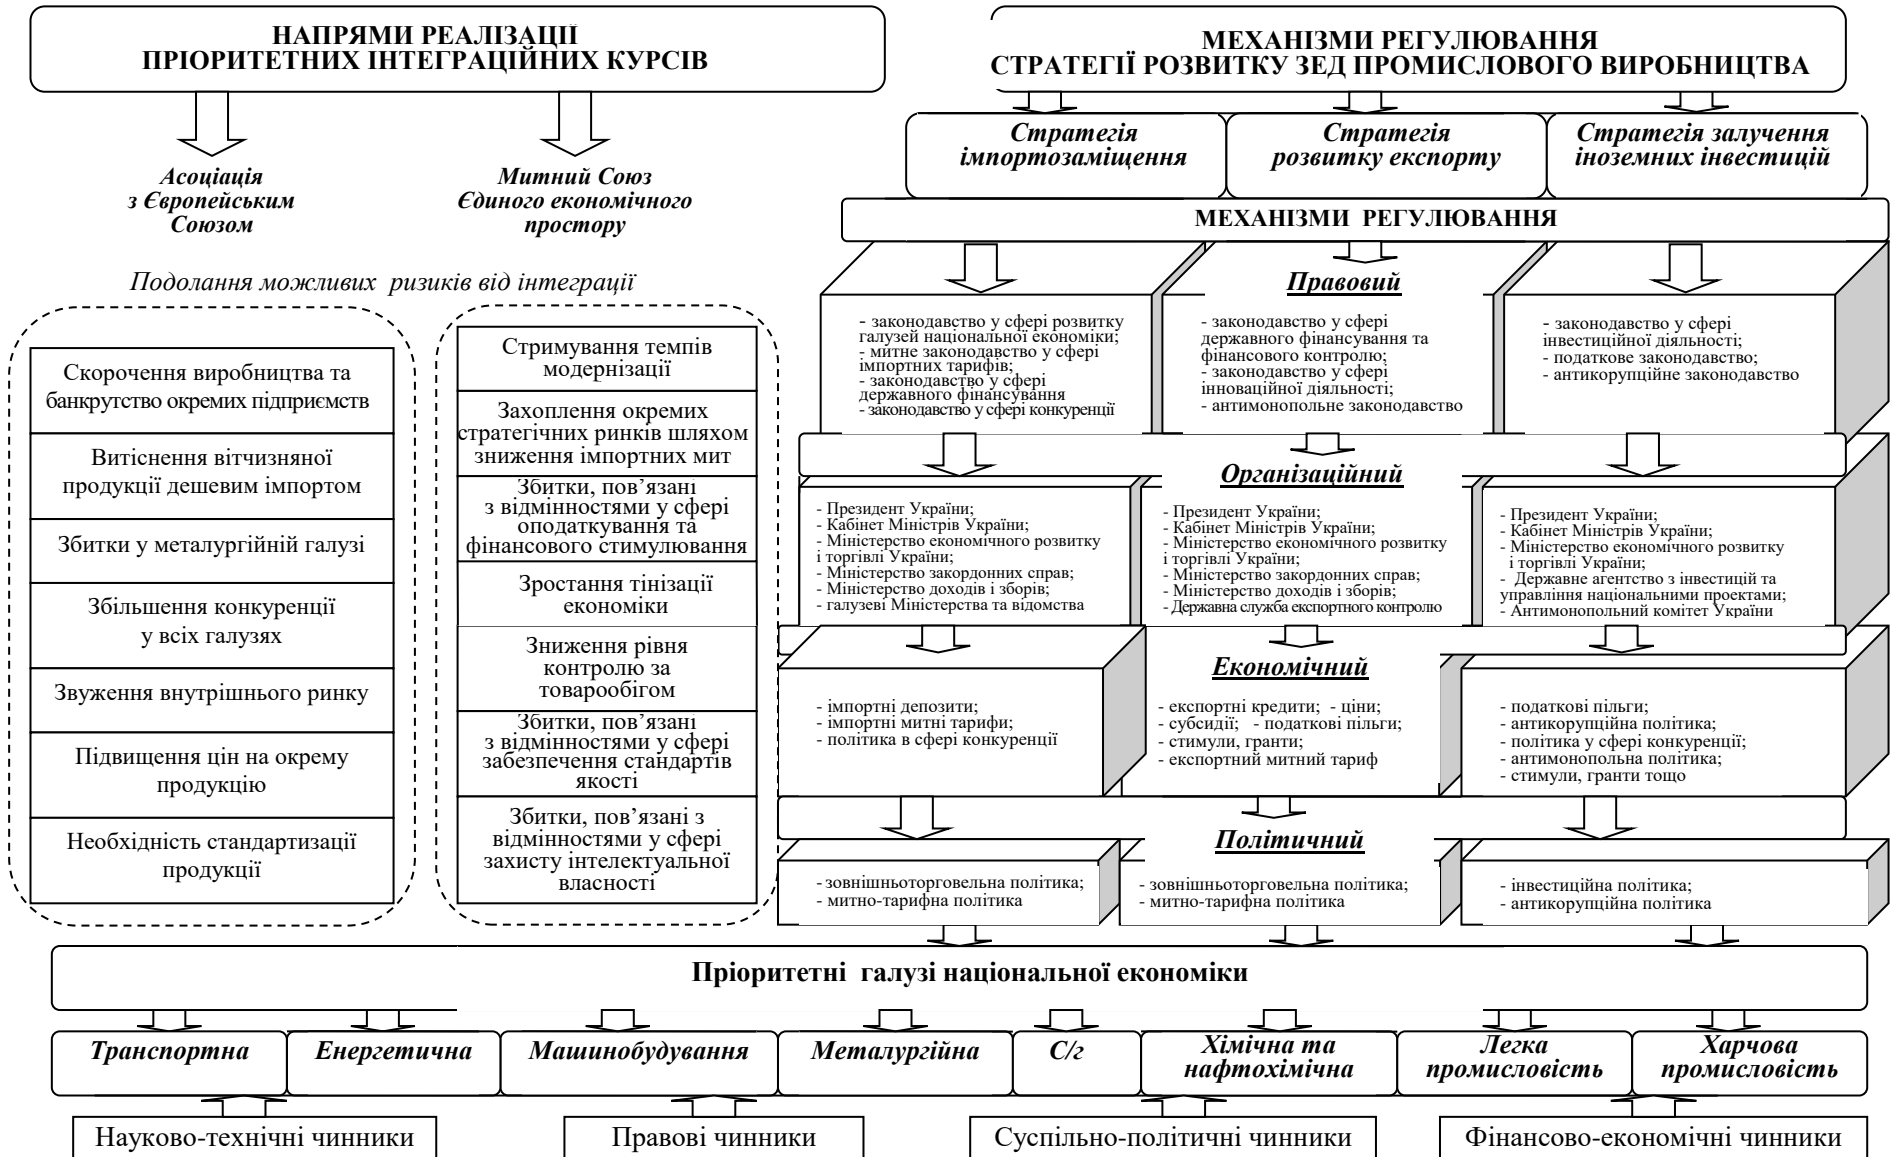 НАПРЯМИ РЕАЛІЗАЦІЇ
ПРІОРИТЕТНИХ ІНТЕГРАЦІЙНИХ КУРСІВ
Асоціація
з Європейським
Союзом
Митний Союз
Єдиного економічного
простору
Подолання можливих ризиків від інтеграції
Скорочення виробництва та
банкрутство окремих підприємств
Витіснення вітчизняної
продукції дешевим імпортом
Збитки у металургійній галузі
Збільшення конкуренції
у всіх галузях
Звуження внутрішнього ринку
Підвищення цін на окрему
продукцію
Необхідність стандартизації
продукції
Стримування темпів
модернізації
Захоплення окремих
стратегічних ринків шляхом
зниження імпортних мит
Збитки, пов’язані
з відмінностями у сфері
оподаткування та
фінансового стимулювання
Зростання тінізації
економіки
Зниження рівня
контролю за
товарообігом
Збитки, пов’язані
з відмінностями у сфері
забезпечення стандартів
якості
Збитки, пов’язані з
відмінностями у сфері
захисту інтелектуальної
власності
МЕХАНІЗМИ РЕГУЛЮВАННЯ
СТРАТЕГІЇ РОЗВИТКУ ЗЕД ПРОМИСЛОВОГО ВИРОБНИЦТВА
Стратегія
імпортозаміщення
Стратегія
розвитку експорту
Стратегія залучення
іноземних інвестицій
МЕХАНІЗМИ РЕГУЛЮВАННЯ
Правовий
- законодавство у сфері розвитку
галузей національної економіки;
- митне законодавство у сфері
імпортних тарифів;
- законодавство у сфері
державного фінансування
- законодавство у сфері конкуренції
- законодавство у сфері
державного фінансування та
фінансового контролю;
- законодавство у сфері
інноваційної діяльності;
- антимонопольне законодавство
- законодавство у сфері
інвестиційної діяльності;
- податкове законодавство;
- антикорупційне законодавство
Організаційний
- Президент України;
- Кабінет Міністрів України;
- Міністерство економічного розвитку
і торгівлі України;
- Міністерство закордонних справ;
- Міністерство доходів і зборів;
- галузеві Міністерства та відомства
- Президент України;
- Кабінет Міністрів України;
- Міністерство економічного розвитку
і торгівлі України;
- Міністерство закордонних справ;
- Міністерство доходів і зборів;
- Державна служба експортного контролю
- Президент України;
- Кабінет Міністрів України;
- Міністерство економічного розвитку
і торгівлі України;
- Державне агентство з інвестицій та
управління національними проектами;
- Антимонопольний комітет України
Економічний
- імпортні депозити;
- імпортні митні тарифи;
- політика в сфері конкуренції
- експортні кредити; - ціни;
- субсидії; - податкові пільги;
- стимули, гранти;
- експортний митний тариф
- податкові пільги;
- антикорупційна політика;
- політика у сфері конкуренції;
- антимонопольна політика;
- стимули, гранти тощо
Політичний
- зовнішньоторговельна політика;
- митно-тарифна політика
- зовнішньоторговельна політика;
- митно-тарифна політика
- інвестиційна політика;
- антикорупційна політика
Пріоритетні галузі національної економіки
Транспортна
Енергетична
Машинобудування
Металургійна
С/г
Хімічна та
нафтохімічна
Легка
промисловість
Харчова
промисловість
Науково-технічні чинники
Правові чинники
Суспільно-політичні чинники
Фінансово-економічні чинники